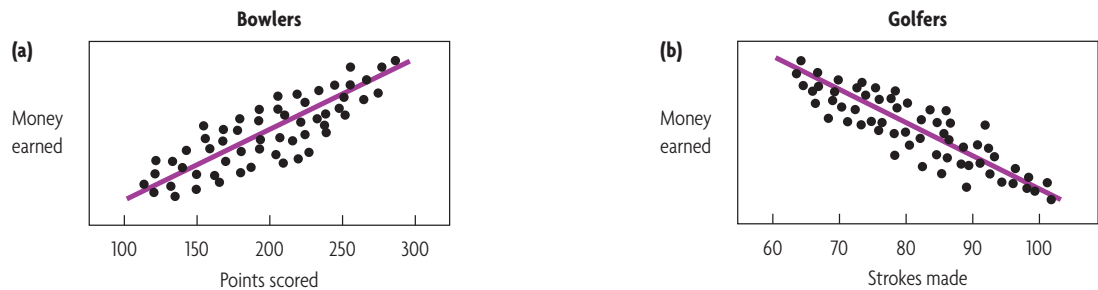 Bowlers
(a)
Money
earned
100 150 200 250 300
Points scored
Golfers
(b)
Money
earned
60 70 80 90 100
Strokes made